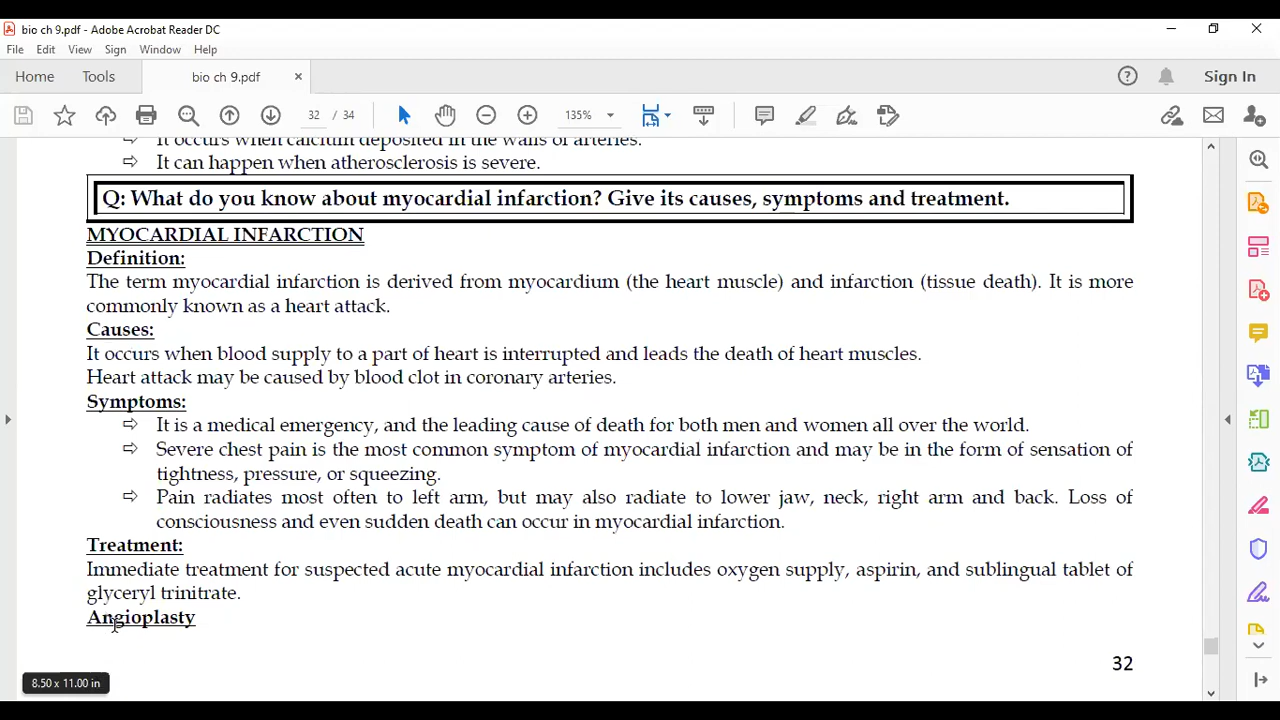 bio ch 9.pdf - Adobe Acrobat Reader DC
File Edit View Sign Window Help
Home Tools bio ch 9.pdf × Sign In
32 / 34 135%
It occurs when calcium deposited in the walls of arteries.
⇨ It can happen when atherosclerosis is severe.
Q: What do you know about myocardial infarction? Give its causes, symptoms and treatment.
MYOCARDIAL INFARCTION
Definition:
The term myocardial infarction is derived from myocardium (the heart muscle) and infarction (tissue death). It is more
commonly known as a heart attack.
Causes:
It occurs when blood supply to a part of heart is interrupted and leads the death of heart muscles.
Heart attack may be caused by blood clot in coronary arteries.
Symptoms:
⇨ It is a medical emergency, and the leading cause of death for both men and women all over the world.
⇨ Severe chest pain is the most common symptom of myocardial infarction and may be in the form of sensation of
tightness, pressure, or squeezing.
⇨ Pain radiates most often to left arm, but may also radiate to lower jaw, neck, right arm and back. Loss of
consciousness and even sudden death can occur in myocardial infarction.
Treatment:
Immediate treatment for suspected acute myocardial infarction includes oxygen supply, aspirin, and sublingual tablet of
glyceryl trinitrate.
Angioplasty
32
8.50 x 11.00 in